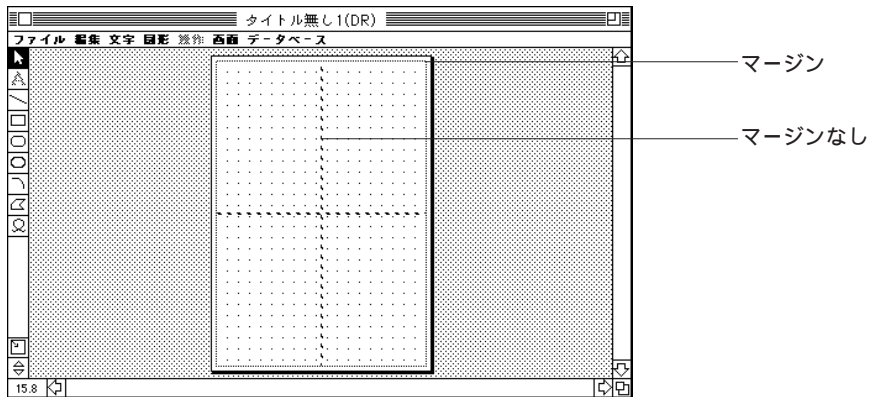 タイトル無し1(DR)
ファイル 編集 文字 図形 操作 画面 データベース
マージン
マージンなし
15.8